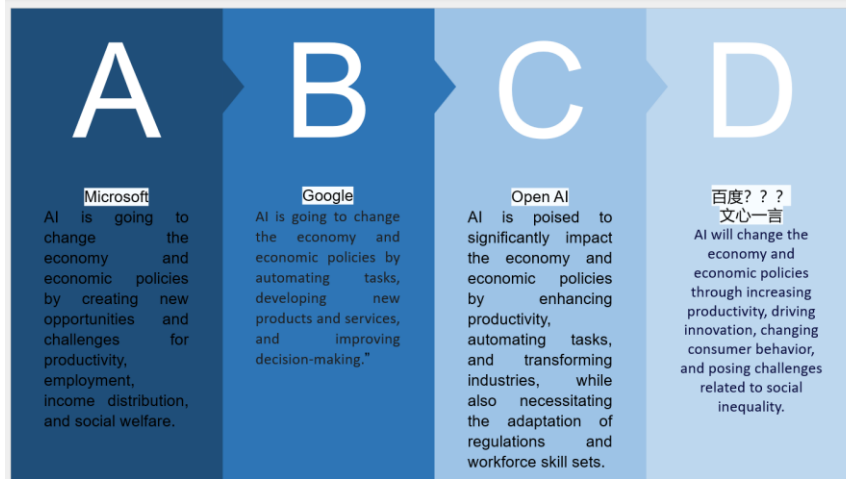 A
Microsoft
AI is going to
change the
economy and
economic policies
by creating new
opportunities and
challenges for
productivity,
employment,
income distribution,
and social welfare.
B
Google
AI is going to change
the economy and
economic policies by
automating tasks,
developing new
products and services,
and improving
decision-making."
C
Open AI
AI is poised to
significantly impact
the economy and
economic policies
by enhancing
productivity,
automating tasks,
and transforming
industries, while
also necessitating
the adaptation of
regulations and
workforce skill sets.
D
百度？？？
文心一言
AI will change the
economy and
economic policies
through increasing
productivity, driving
innovation, changing
consumer behavior,
and posing challenges
related to social
inequality.